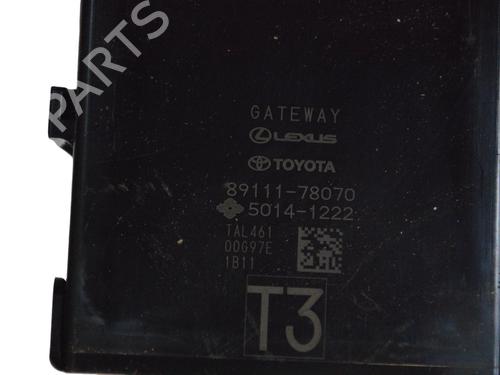 PARTS
GATEWAY
LEXUS
TOYOTA
89111-78070
5014-1222
TAL461
00G97E
1B11
T3